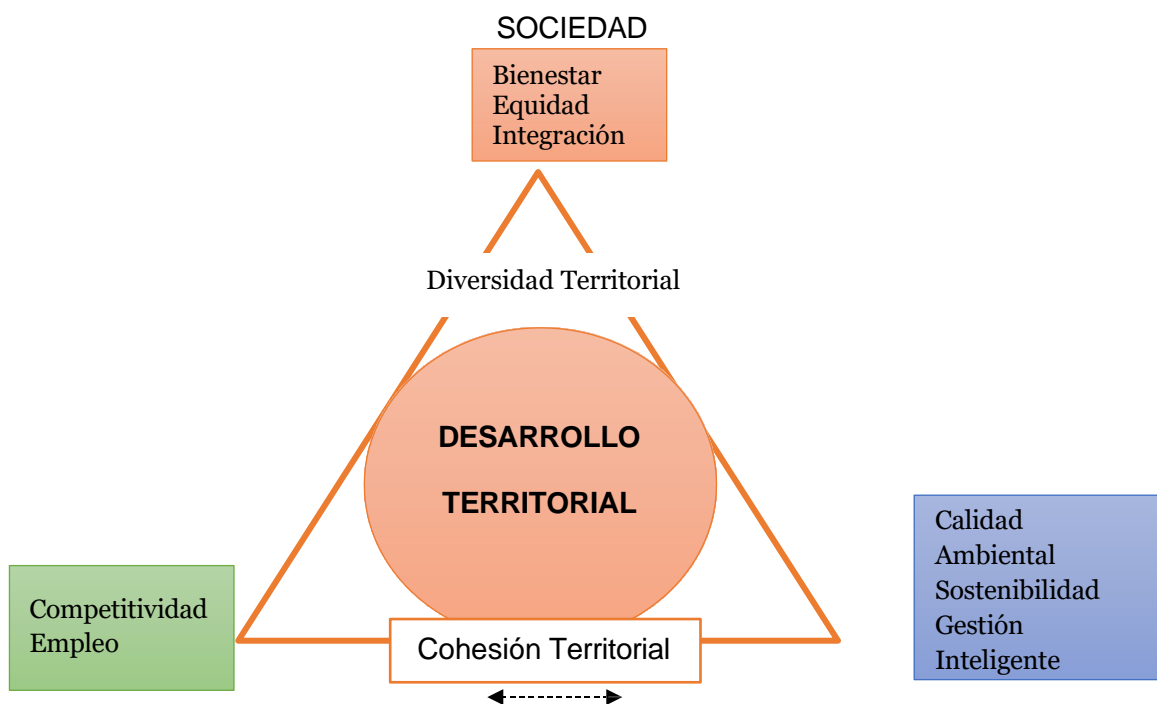 SOCIEDAD
Bienestar
Equidad
Integración
Diversidad Territorial
DESARROLLO
TERRITORIAL
Competitividad
Empleo
Cohesión Territorial
Calidad
Ambiental
Sostenibilidad
Gestión
Inteligente